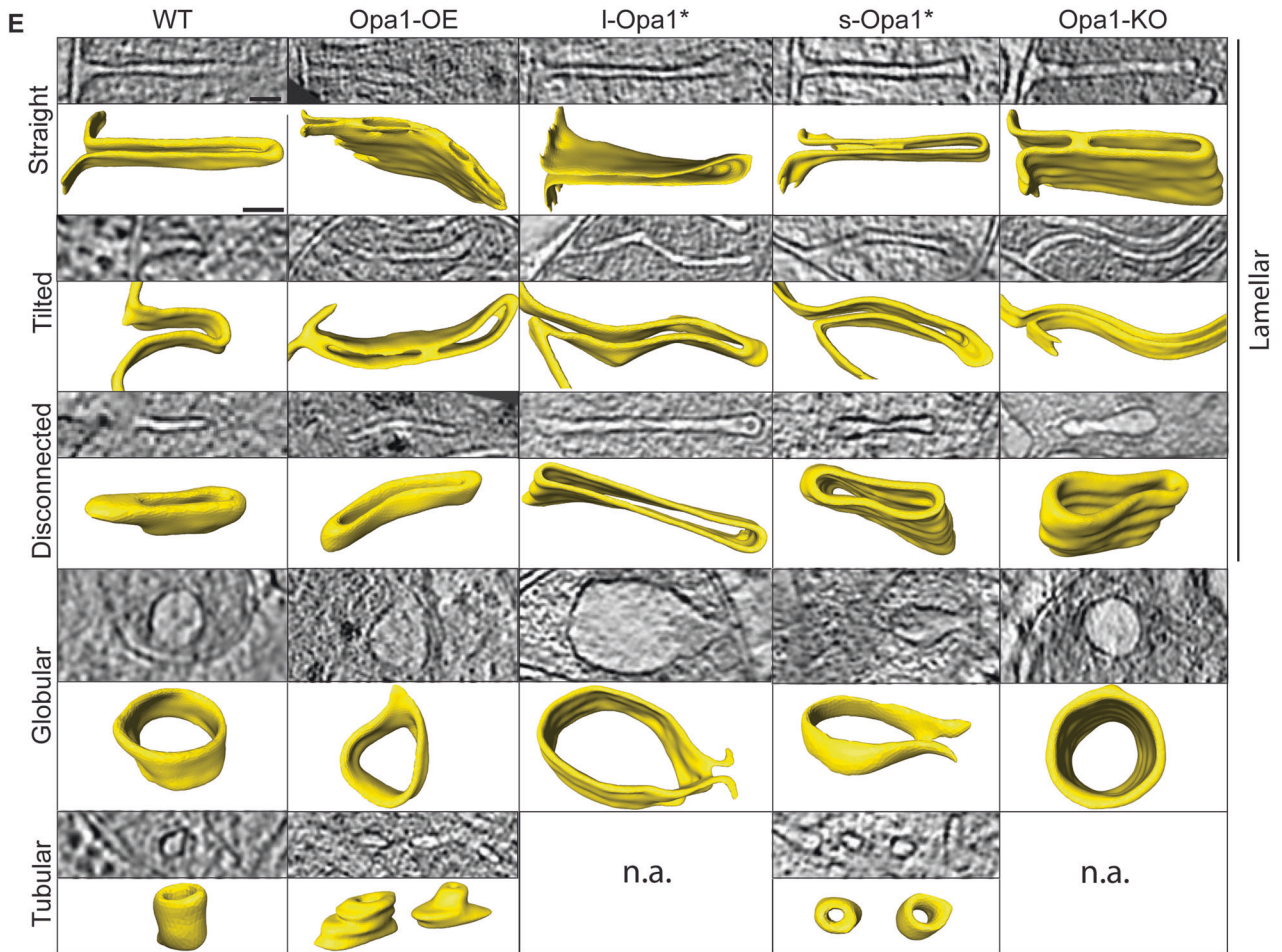 E
WT Opa1-OE l-Opa1* s-Opa1* Opa1-KO
Straight
Tilted
Disconnected
Lamellar
Globular
Tubular
n.a.
n.a.